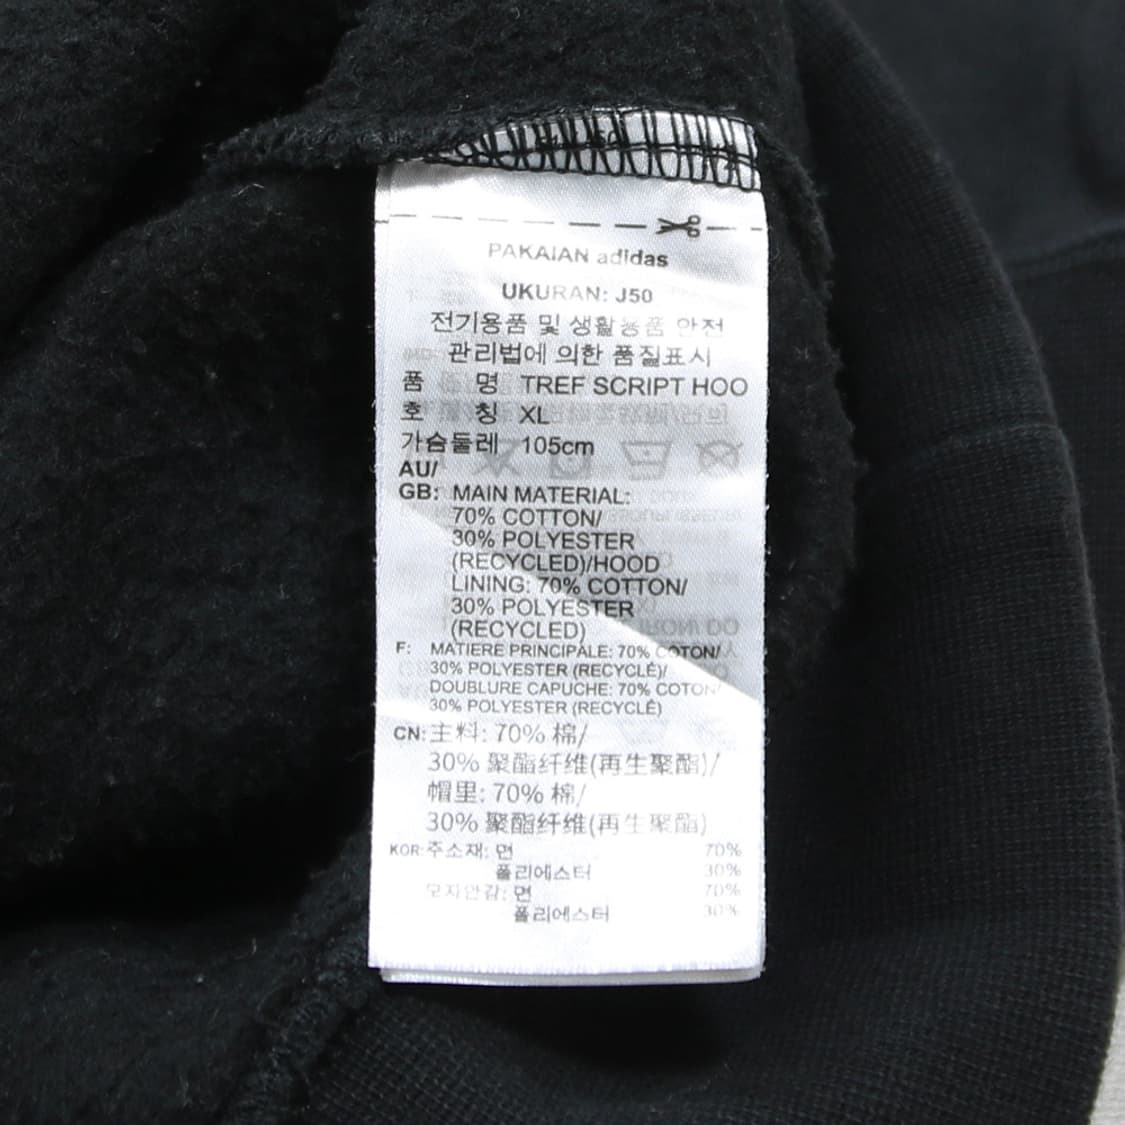 PAKAIAN adidas
UKURAN: J50
전기용품 및 생활용품 안전
관리법에 의한 품질표시
품 명 TREF SCRIPT HOO
호 칭 XL
가슴둘레 105cm
AU/
GB: MAIN MATERIAL:
70% COTTON/
30% POLYESTER
(RECYCLED)/HOOD
LINING: 70% COTTON/
30% POLYESTER
(RECYCLED)
F: MATIERE PRINCIPALE: 70% COTON/
30% POLYESTER (RECYCLÉ)/
DOUBLURE CAPUCHE: 70% COTON/
30% POLYESTER (RECYCLÉ)
CN: 主料: 70% 棉/
30% 聚酯纤维(再生聚酯)/
帽里: 70% 棉/
30% 聚酯纤维(再生聚酯)
KOR: 주소재: 면 70%
폴리에스터 30%
모자안감: 면 70%
폴리에스터 30%